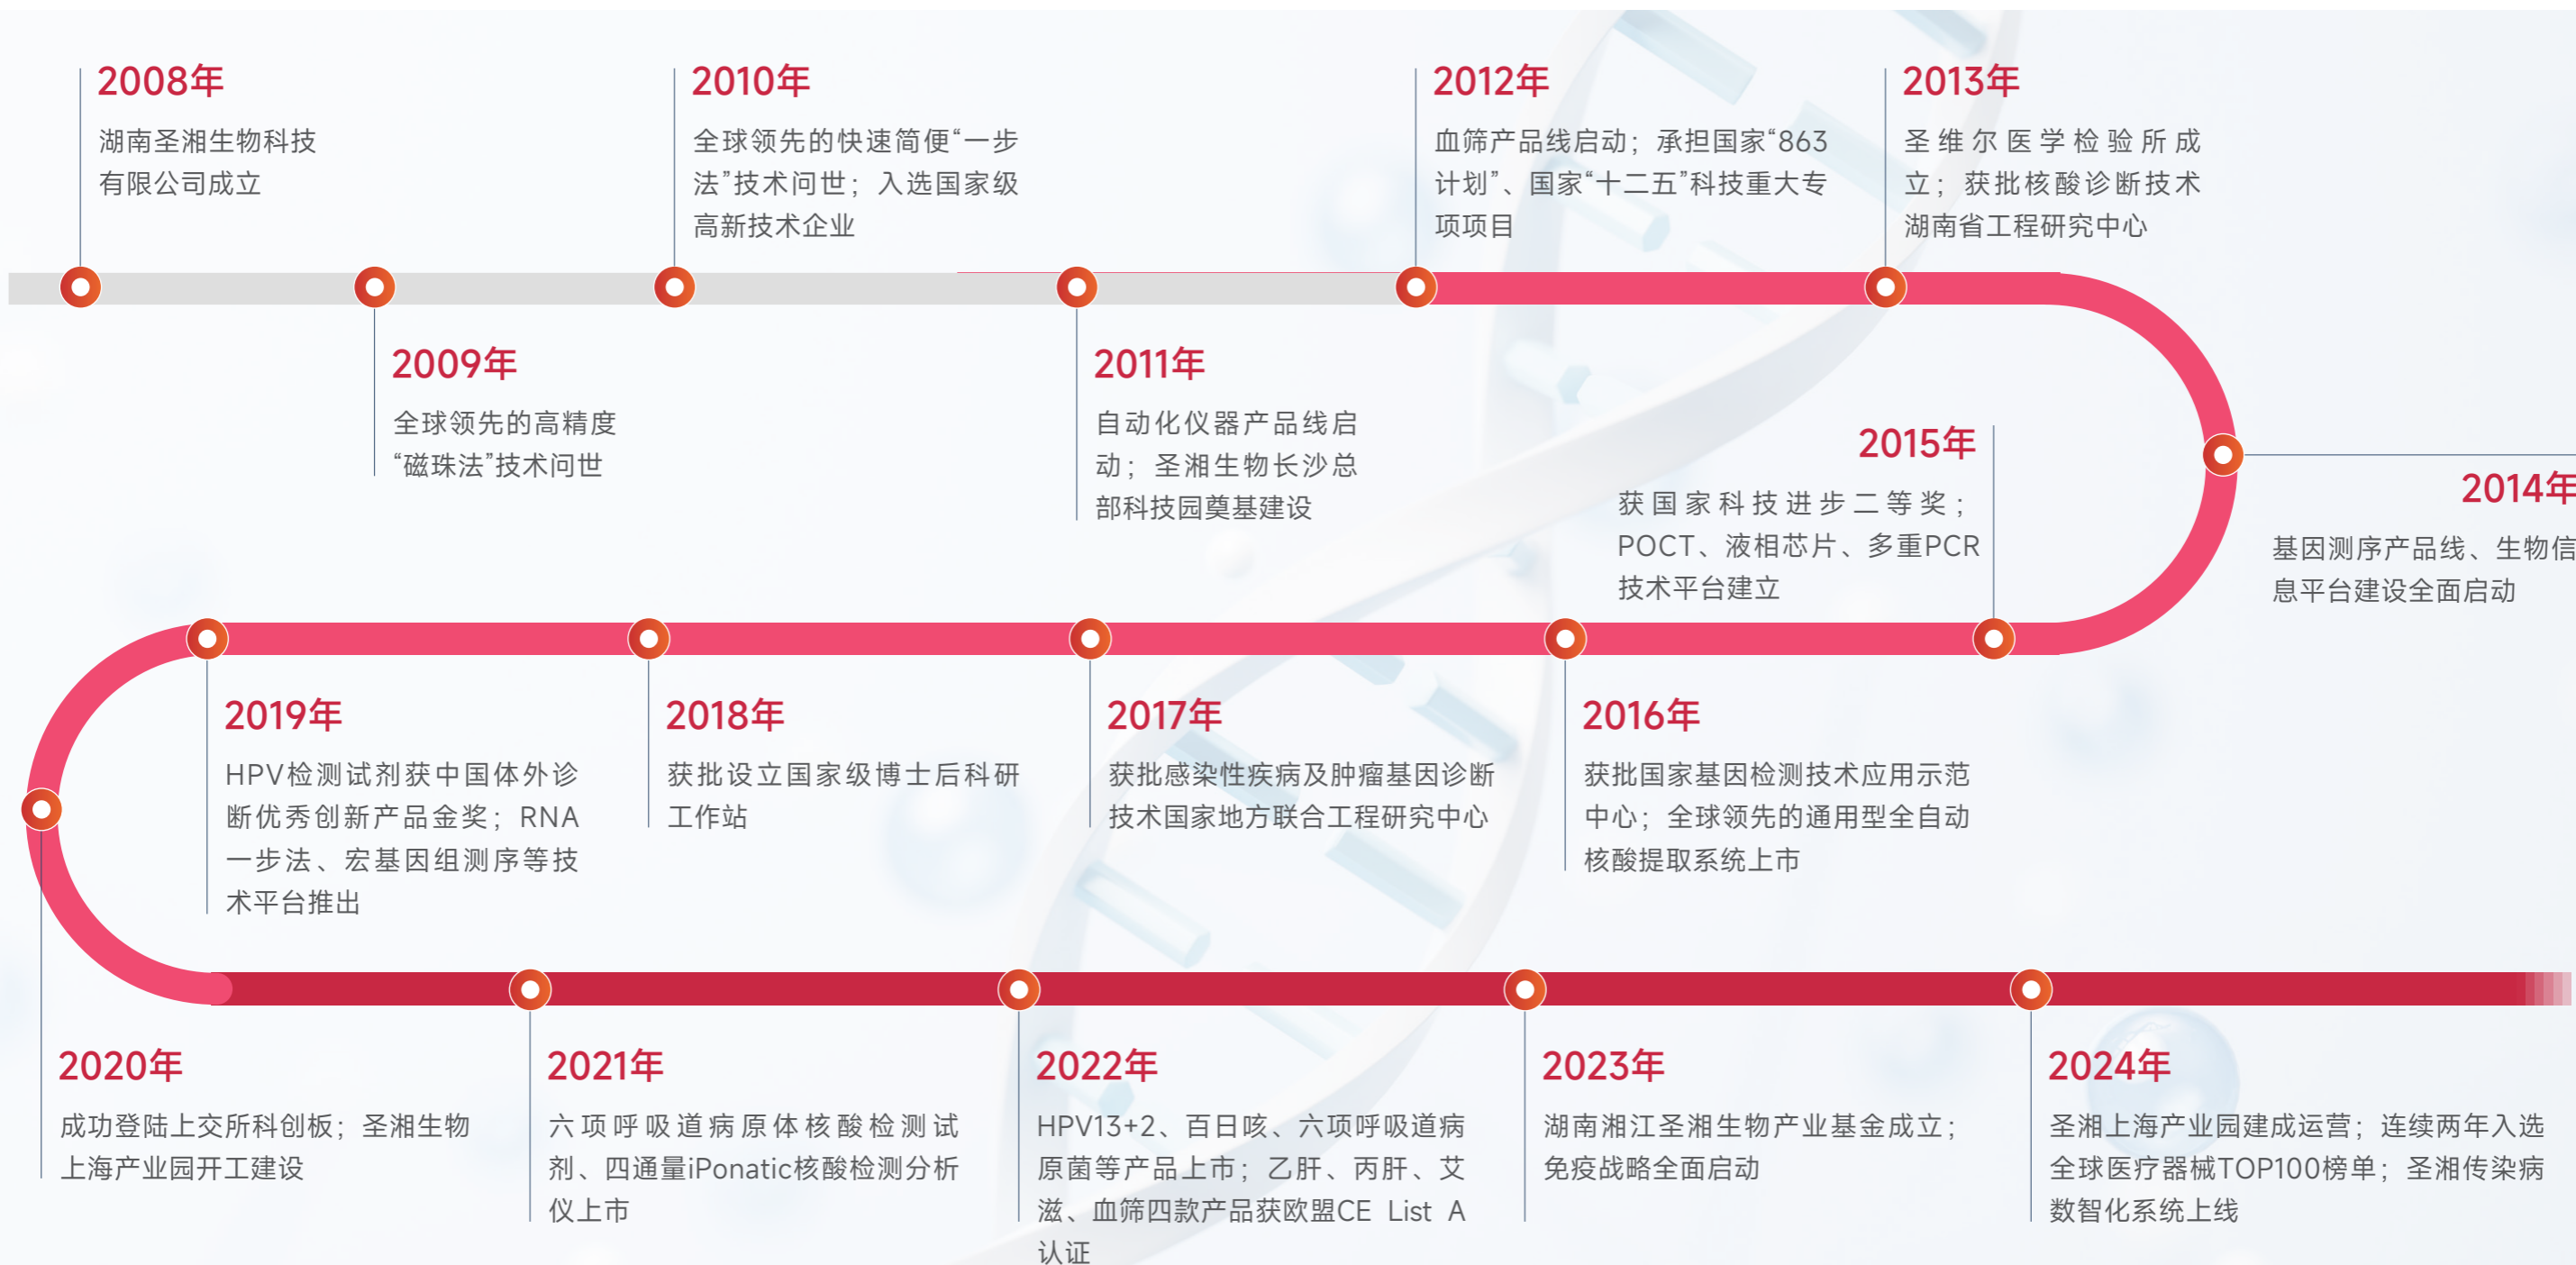 2008年
湖南圣湘生物科技
有限公司成立
2009年
全球领先的高精度
“磁珠法”技术问世
2010年
全球领先的快速简便“一步
法”技术问世；入选国家级
高新技术企业
2011年
自动化仪器产品线启
动；圣湘生物长沙总
部科技园奠基建设
2012年
血筛产品线启动；承担国家“863
计划”、国家“十二五”科技重大专
项项目
2013年
圣维尔医学检验所成
立；获批核酸诊断技术
湖南省工程研究中心
2014年
基因测序产品线、生物信
息平台建设全面启动
2015年
获国家科技进步二等奖；
POCT、液相芯片、多重PCR
技术平台建立
2016年
获批国家基因检测技术应用示范
中心；全球领先的通用型全自动
核酸提取系统上市
2017年
获批感染性疾病及肿瘤基因诊断
技术国家地方联合工程研究中心
2018年
获批设立国家级博士后科研
工作站
2019年
HPV检测试剂获中国体外诊
断优秀创新产品金奖；RNA
一步法、宏基因组测序等技
术平台推出
2020年
成功登陆上交所科创板；圣湘生物
上海产业园开工建设
2021年
六项呼吸道病原体核酸检测试
剂、四通量iPonatic核酸检测分析
仪上市
2022年
HPV13+2、百日咳、六项呼吸道病
原菌等产品上市；乙肝、丙肝、艾
滋、血筛四款产品获欧盟CE List A
认证
2023年
湖南湘江圣湘生物产业基金成立；
免疫战略全面启动
2024年
圣湘上海产业园建成运营；连续两年入选
全球医疗器械TOP100榜单；圣湘传染病
数智化系统上线